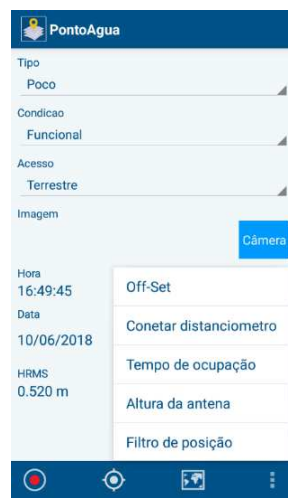 PontoAgua
Tipo
Poco
Condicao
Funcional
Acesso
Terrestre
Imagem
Câmera
Hora
16:49:45
Data
10/06/2018
HRMS
0.520 m
Off-Set
Conetar distanciometro
Tempo de ocupação
Altura da antena
Filtro de posição